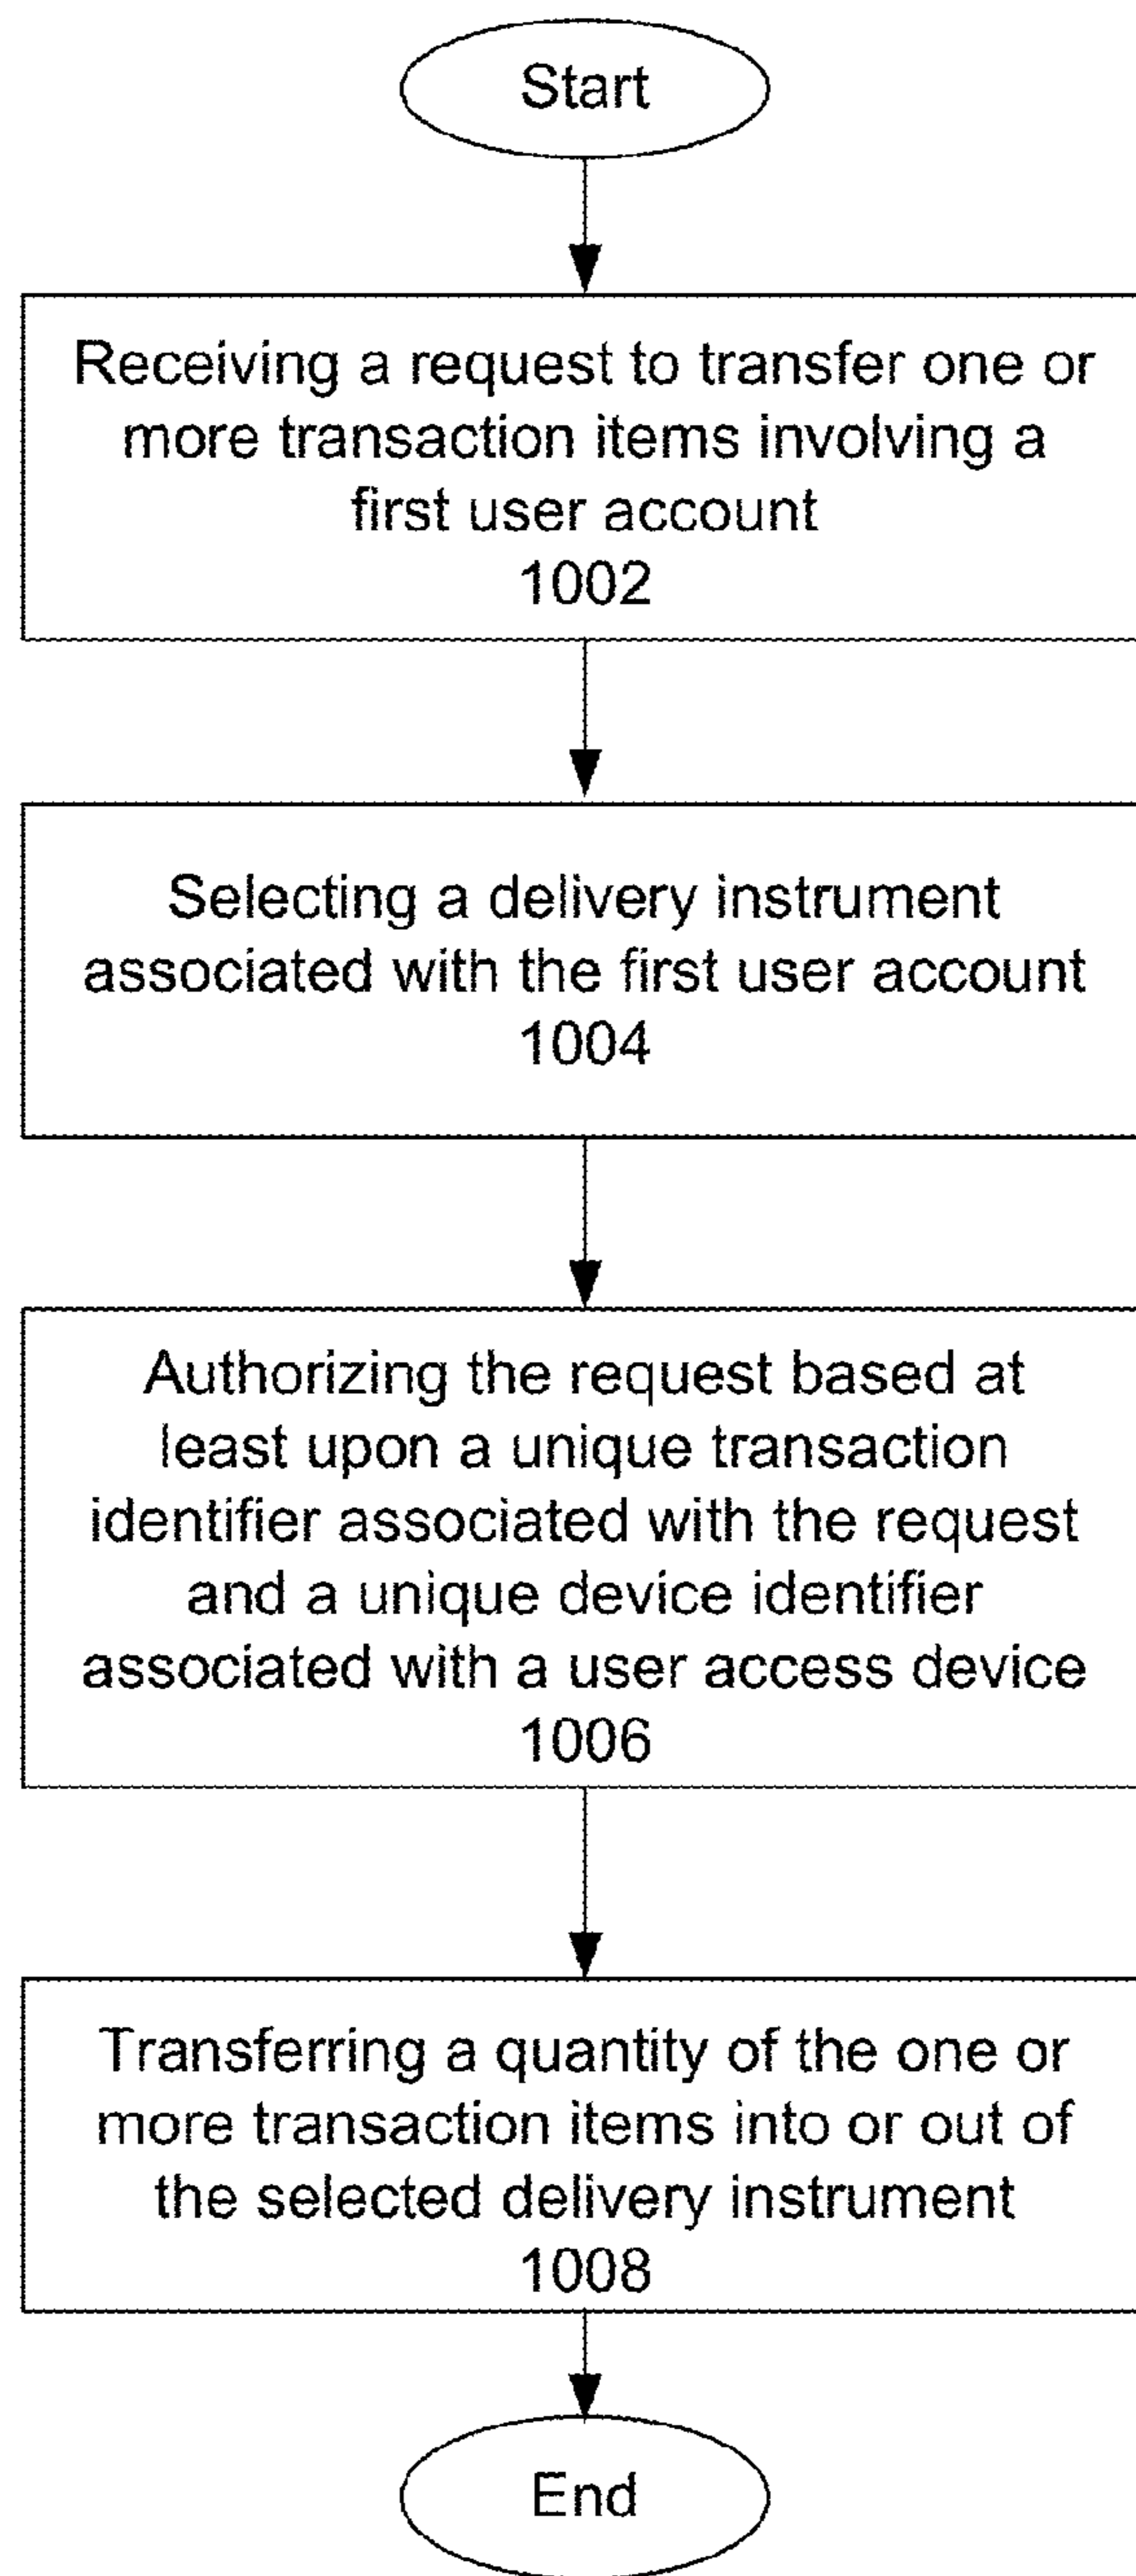 Start
Receiving a request to transfer one or
more transaction items involving a
first user account
1002
Selecting a delivery instrument
associated with the first user account
1004
Authorizing the request based at
least upon a unique transaction
identifier associated with the request
and a unique device identifier
associated with a user access device
1006
Transferring a quantity of the one or
more transaction items into or out of
the selected delivery instrument
1008
End